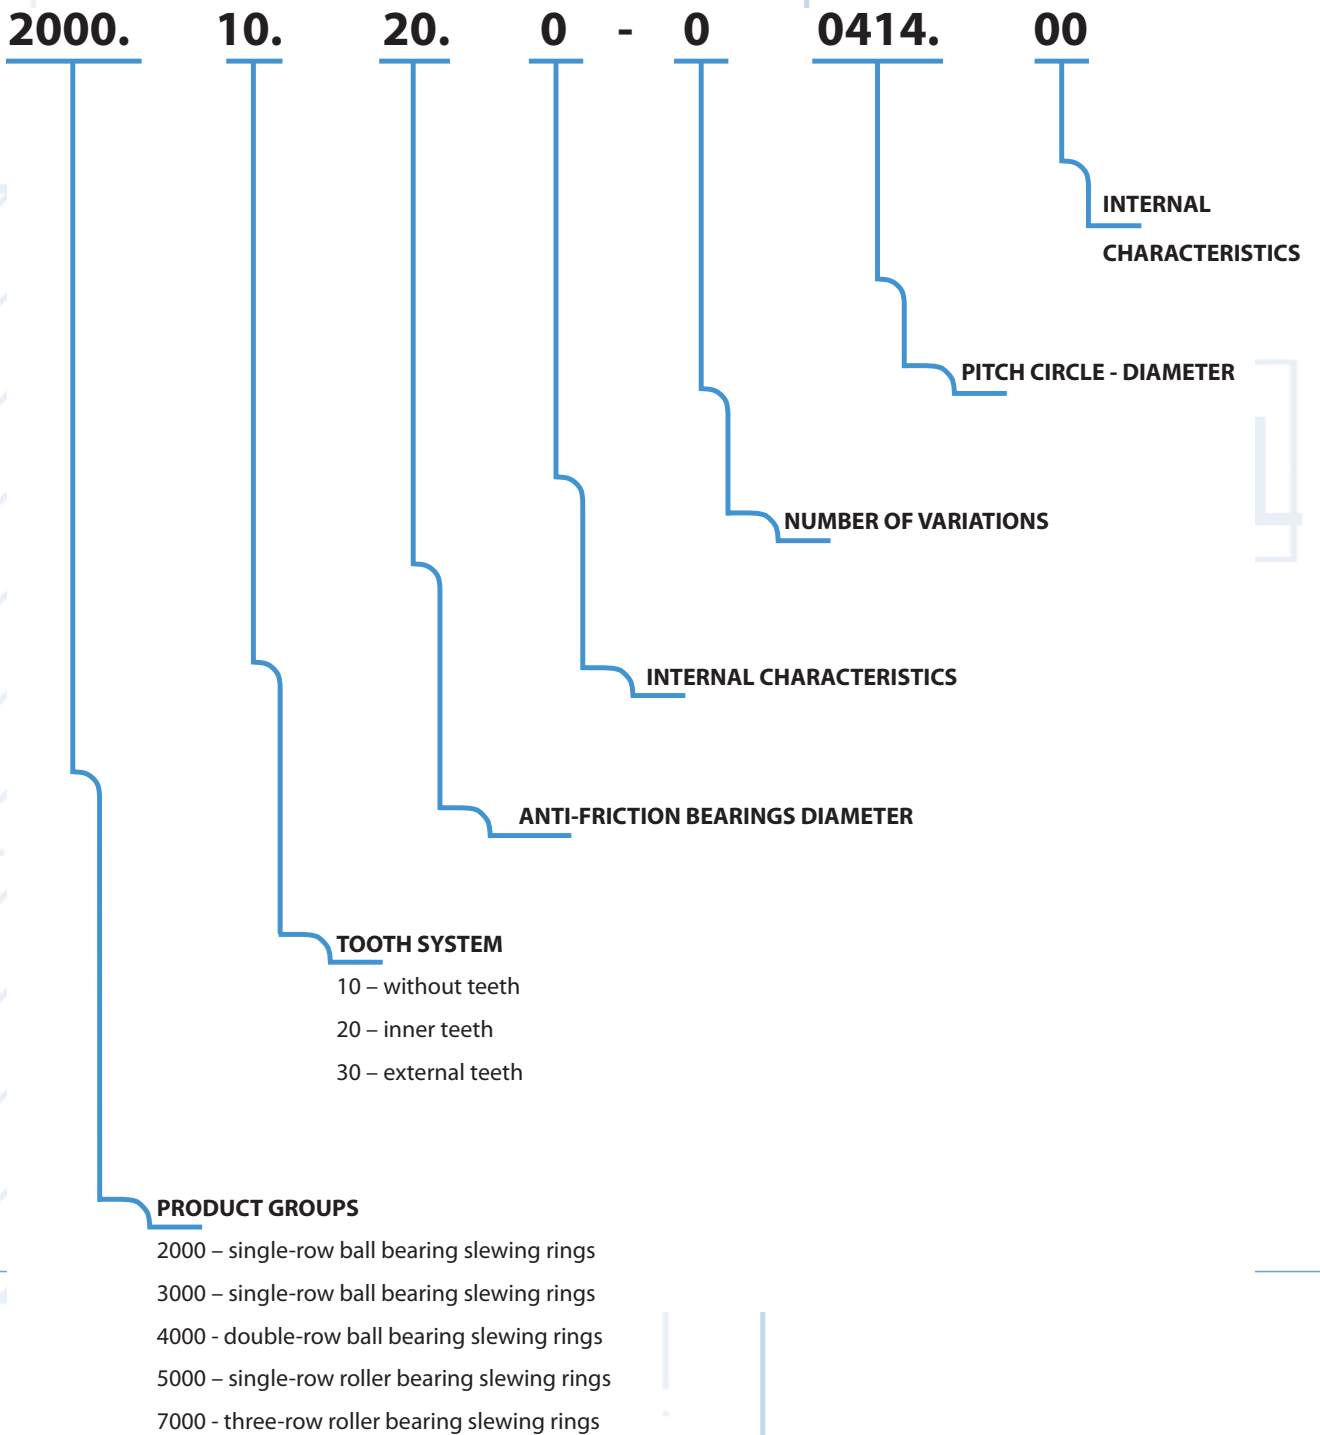 2000. 10. 20. 0 - 0 0414. 00
INTERNAL
CHARACTERISTICS
PITCH CIRCLE - DIAMETER
NUMBER OF VARIATIONS
INTERNAL CHARACTERISTICS
ANTI-FRICTION BEARINGS DIAMETER
TOOTH SYSTEM
10 – without teeth
20 – inner teeth
30 – external teeth
PRODUCT GROUPS
2000 – single-row ball bearing slewing rings
3000 – single-row ball bearing slewing rings
4000 - double-row ball bearing slewing rings
5000 – single-row roller bearing slewing rings
7000 - three-row roller bearing slewing rings